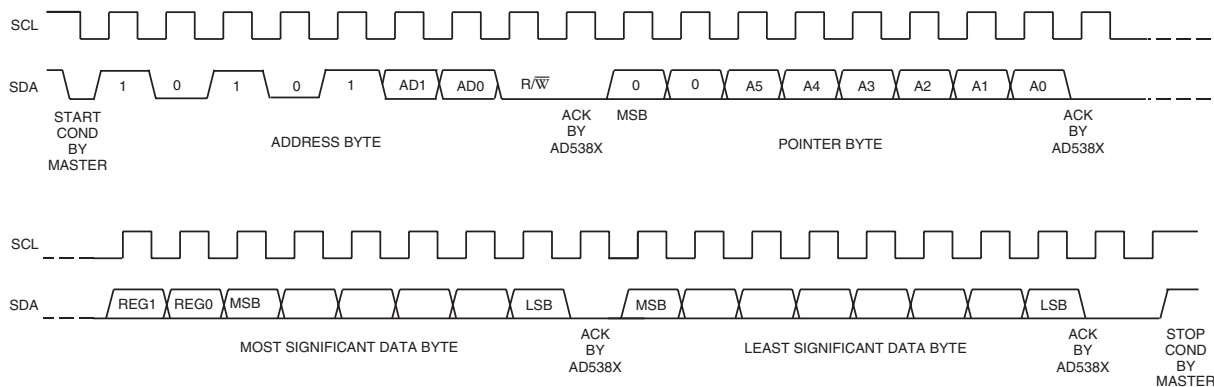 SCL
SDA
1 0 1 0 1 AD1 AD0 R/W̅ 0 0 A5 A4 A3 A2 A1 A0
START
COND
BY
MASTER
ADDRESS BYTE
ACK
BY
AD538X
MSB
POINTER BYTE
ACK
BY
AD538X
SCL
SDA
REG1 REG0 MSB LSB MSB LSB
MOST SIGNIFICANT DATA BYTE
ACK
BY
AD538X
LEAST SIGNIFICANT DATA BYTE
ACK
BY
AD538X
STOP
COND
BY
MASTER